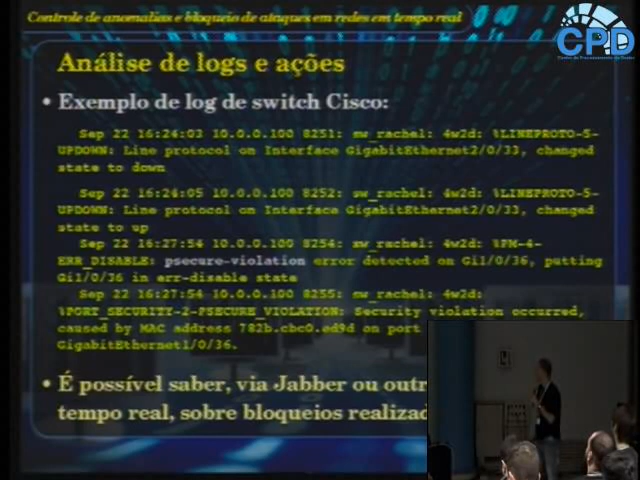 Controle de anomalias e bloqueio de ataques em redes em tempo real
CPD
Análise de logs e ações
• Exemplo de log de switch Cisco:
Sep 22 16:24:03 10.0.0.100 8251: sw_rachel: 4w2d: %LINEPROTO-5-
UPDOWN: Line protocol on Interface GigabitEthernet2/0/33, changed
state to down
Sep 22 16:24:05 10.0.0.100 8252: sw_rachel: 4w2d: %LINEPROTO-5-
UPDOWN: Line protocol on Interface GigabitEthernet2/0/33, changed
state to up
Sep 22 16:27:54 10.0.0.100 8254: sw_rachel: 4w2d: %PM-4-
ERR_DISABLE: psecure-violation error detected on Gi1/0/36, putting
Gi1/0/36 in err-disable state
Sep 22 16:27:54 10.0.0.100 8255: sw_rachel: 4w2d:
%PORT_SECURITY-2-PSECURE_VIOLATION: Security violation occurred,
caused by MAC address 782b.cbc0.ed9d on port
GigabitEthernet1/0/36.
• É possível saber, via Jabber ou outr
tempo real, sobre bloqueios realizad